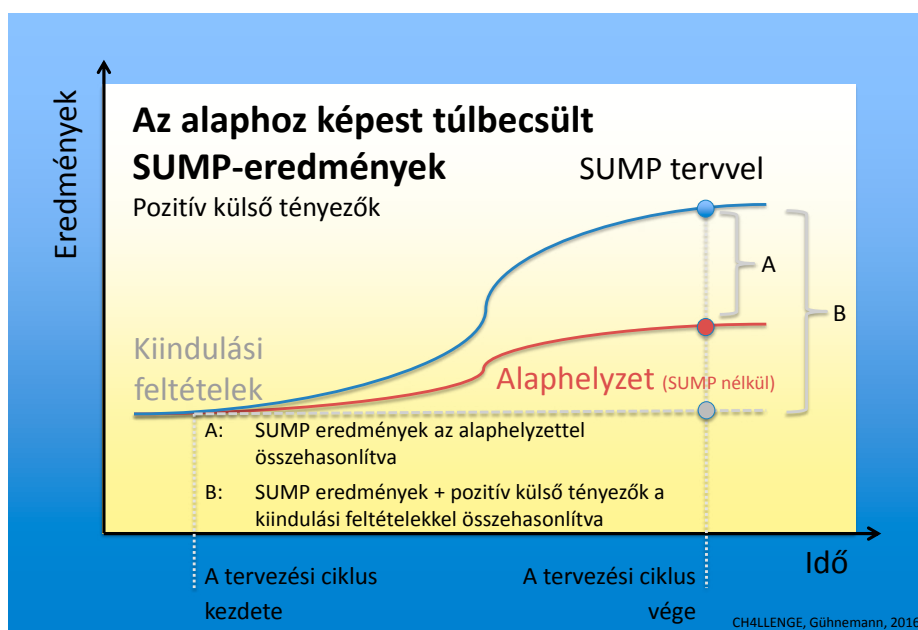 Eredmények
Az alaphoz képest túlbecsült
SUMP-eredmények
SUMP tervvel
Pozitív külső tényezők
A
B
Kiindulási
feltételek
Alaphelyzet (SUMP nélkül)
A: SUMP eredmények az alaphelyzettel
összehasonlítva
B: SUMP eredmények + pozitív külső tényezők a
kiindulási feltételekkel összehasonlítva
Idő
A tervezési ciklus
kezdete
A tervezési ciklus
vége
CH4LLENGE, Gühnemann, 2016